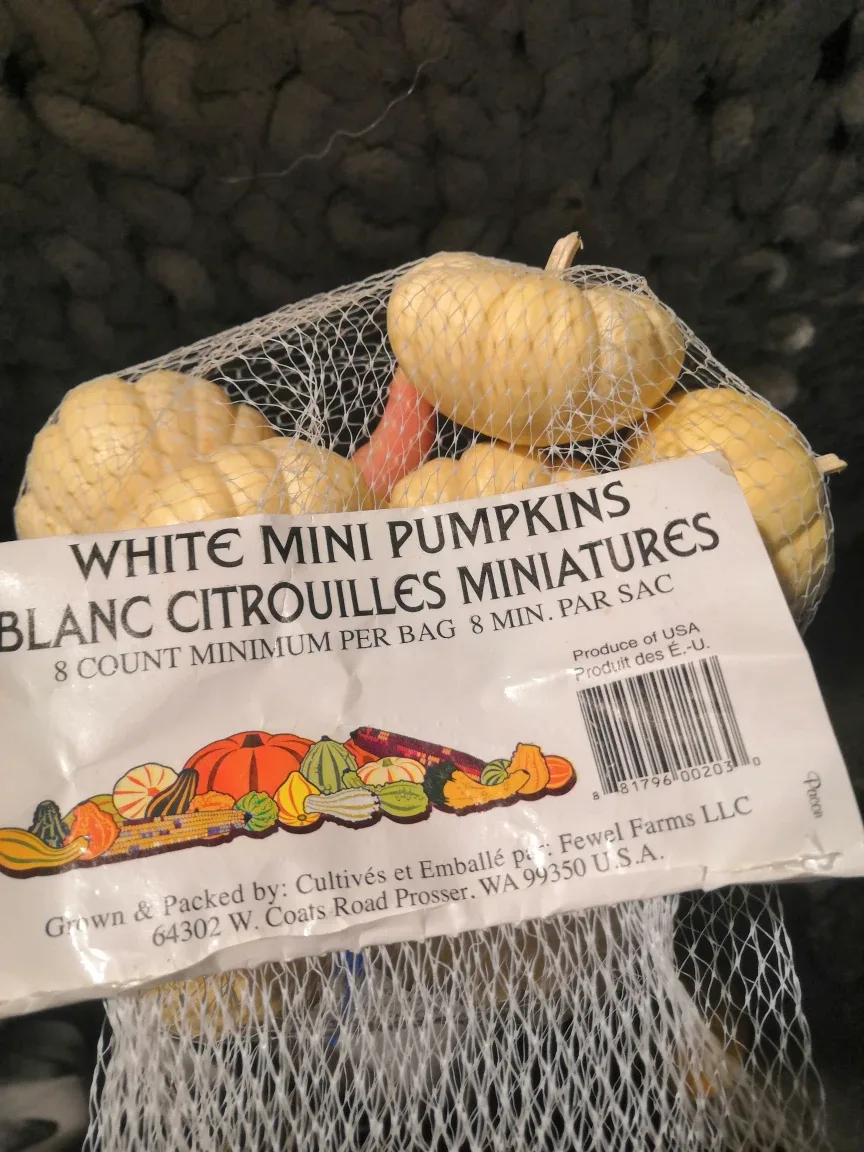 WHITE MINI PUMPKINS
BLANC CITROUILLES MINIATURES
8 COUNT MINIMUM PER BAG 8 MIN. PAR SAC
Produce of USA
Produit des É.-U.
8 81796 00203 0
Pacon
Grown & Packed by: Cultivés et Emballé par: Fewel Farms LLC
64302 W. Coats Road Prosser, WA 99350 U.S.A.